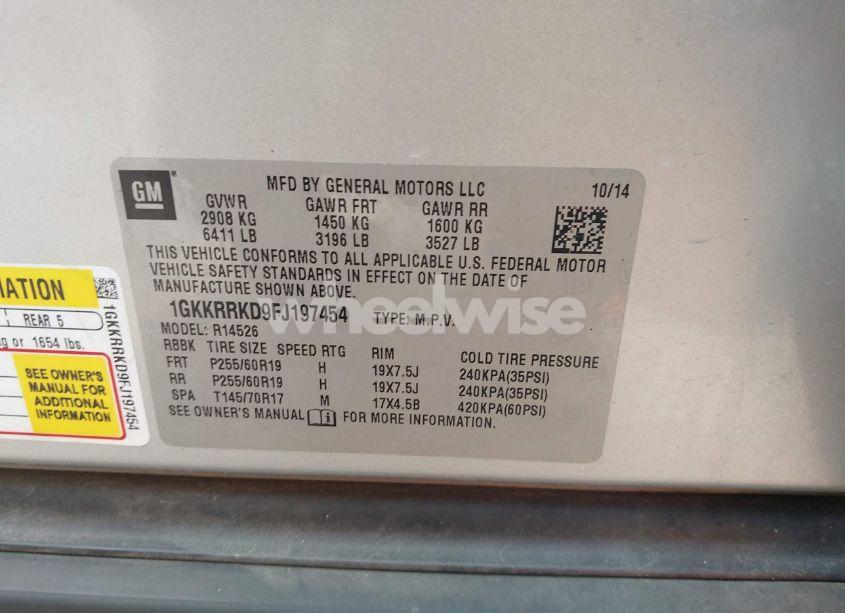 GM
MFD BY GENERAL MOTORS LLC 10/14
GVWR GAWR FRT GAWR RR
2908 KG 1450 KG 1600 KG
6411 LB 3196 LB 3527 LB
THIS VEHICLE CONFORMS TO ALL APPLICABLE U.S. FEDERAL MOTOR
VEHICLE SAFETY STANDARDS IN EFFECT ON THE DATE OF
MANUFACTURE SHOWN ABOVE.
1GKKRRKD9FJ197454 TYPE: M.P.V.
MODEL: R14526
RBBK TIRE SIZE SPEED RTG RIM COLD TIRE PRESSURE
FRT P255/60R19 H 19X7.5J 240KPA(35PSI)
RR P255/60R19 H 19X7.5J 240KPA(35PSI)
SPA T145/70R17 M 17X4.5B 420KPA(60PSI)
SEE OWNER'S MANUAL FOR MORE INFORMATION.
wheelwise
REAR 5
or 1654 lbs.
SEE OWNER'S
MANUAL FOR
ADDITIONAL
INFORMATION
1GKKRRKD9FJ197454